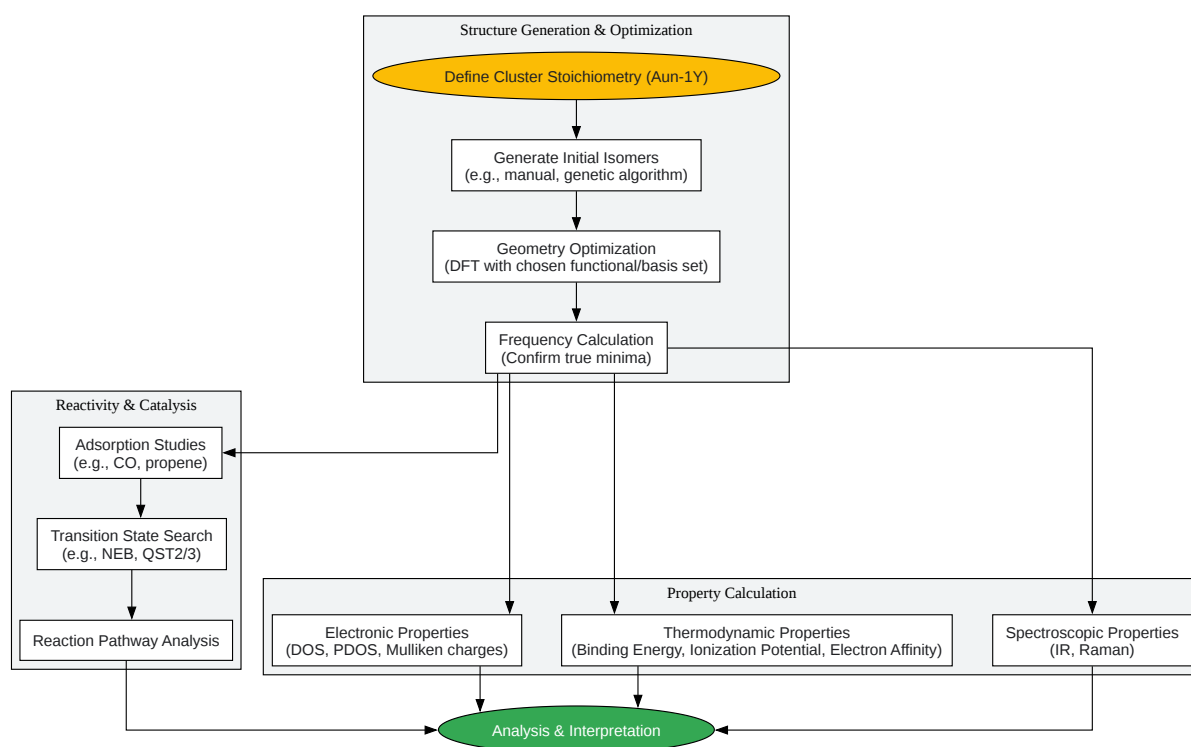 Structure Generation & Optimization
Define Cluster Stoichiometry (Aun-1Y)
Generate Initial Isomers
(e.g., manual, genetic algorithm)
Geometry Optimization
(DFT with chosen functional/basis set)
Frequency Calculation
(Confirm true minima)
Reactivity & Catalysis
Adsorption Studies
(e.g., CO, propene)
Transition State Search
(e.g., NEB, QST2/3)
Reaction Pathway Analysis
Property Calculation
Electronic Properties
(DOS, PDOS, Mulliken charges)
Thermodynamic Properties
(Binding Energy, Ionization Potential, Electron Affinity)
Spectroscopic Properties
(IR, Raman)
Analysis & Interpretation